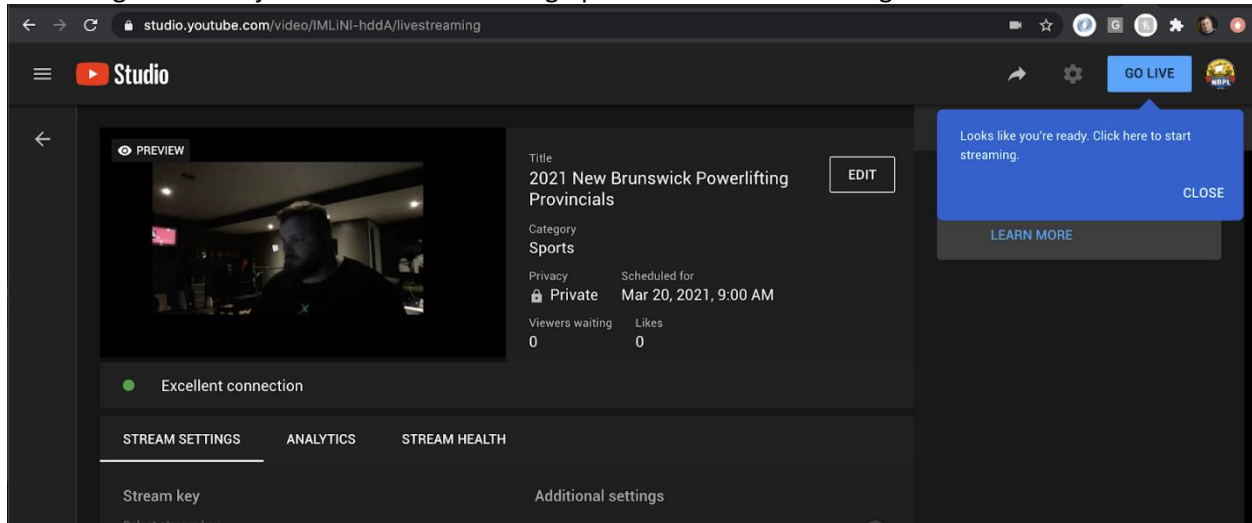 studio.youtube.com/video/IMLiNI-hddA/livestreaming
Studio
GO LIVE
NBPL
PREVIEW
Title
2021 New Brunswick Powerlifting
Provincials
EDIT
Category
Sports
Privacy Scheduled for
Private Mar 20, 2021, 9:00 AM
Viewers waiting Likes
0 0
Looks like you're ready. Click here to start
streaming.
CLOSE
LEARN MORE
Excellent connection
STREAM SETTINGS ANALYTICS STREAM HEALTH
Stream key Additional settings